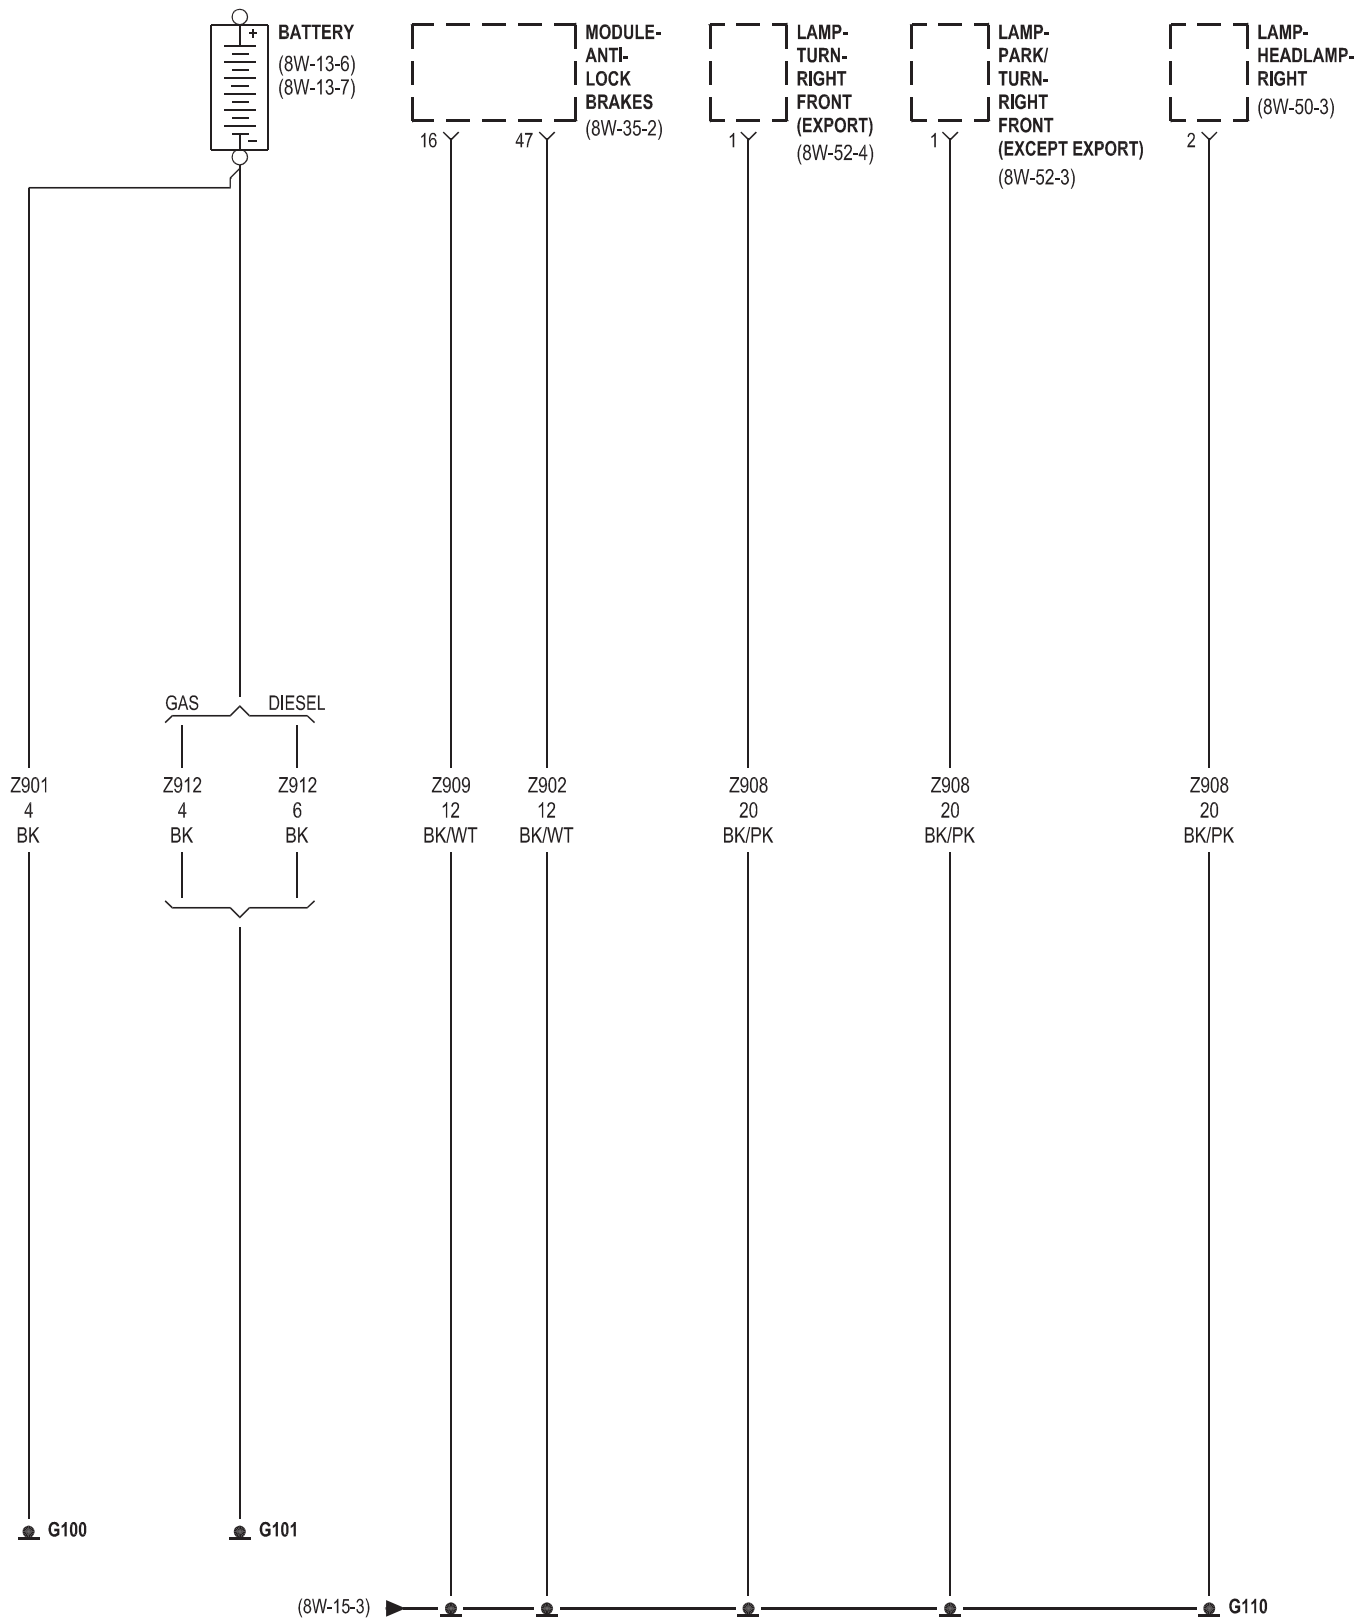 +
-
BATTERY
(8W-13-6)
(8W-13-7)
MODULE-
ANTI-
LOCK
BRAKES
(8W-35-2)
16
47
LAMP-
TURN-
RIGHT
FRONT
(EXPORT)
(8W-52-4)
1
LAMP-
PARK/
TURN-
RIGHT
FRONT
(EXCEPT EXPORT)
(8W-52-3)
1
LAMP-
HEADLAMP-
RIGHT
(8W-50-3)
2
GAS
DIESEL
Z901
4
BK
Z912
4
BK
Z912
6
BK
Z909
12
BK/WT
Z902
12
BK/WT
Z908
20
BK/PK
Z908
20
BK/PK
Z908
20
BK/PK
G100
G101
(8W-15-3)
G110